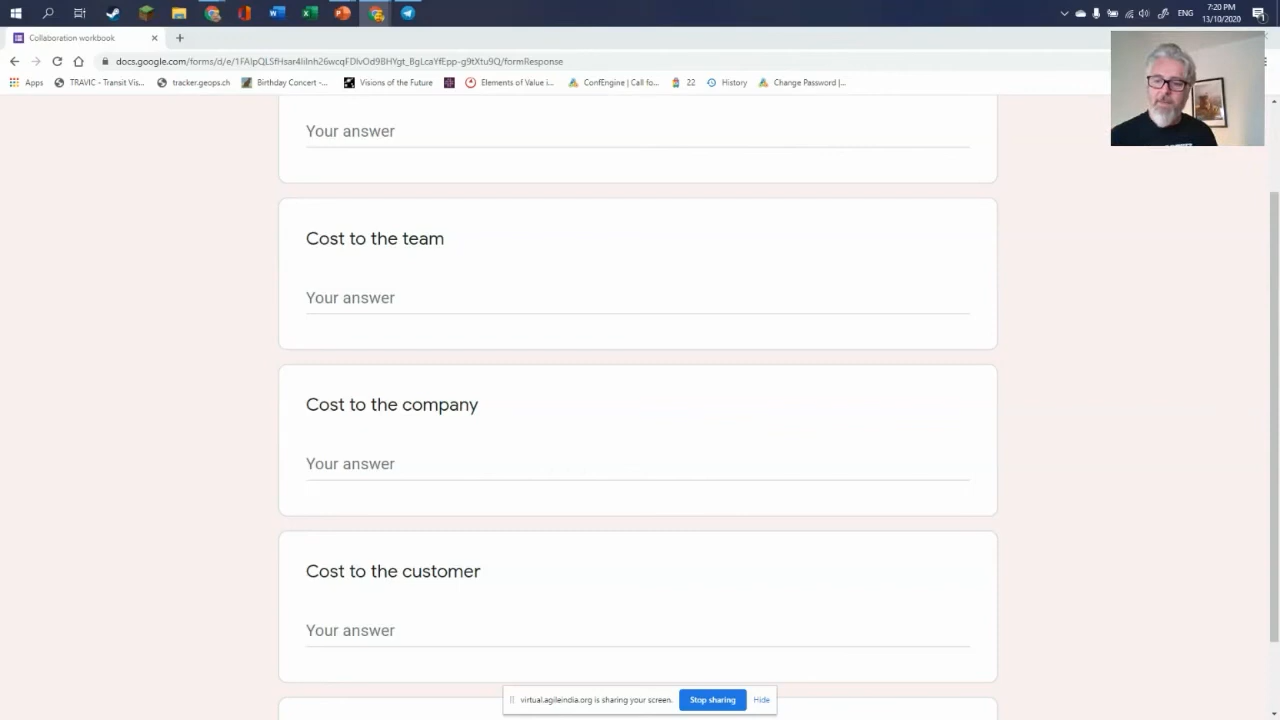 ENG
7:20 PM
13/10/2020
Collaboration workbook
docs.google.com/forms/d/e/
/formResponse
Apps
TRAVIC - Transit Vis...
tracker.geops.ch
Birthday Concert -...
Visions of the Future
Elements of Value i...
ConfEngine | Call fo...
22
History
Change Password |...
Your answer
Cost to the team
Your answer
Cost to the company
Your answer
Cost to the customer
Your answer
virtual.agileindia.org is sharing your screen.
Stop sharing
Hide